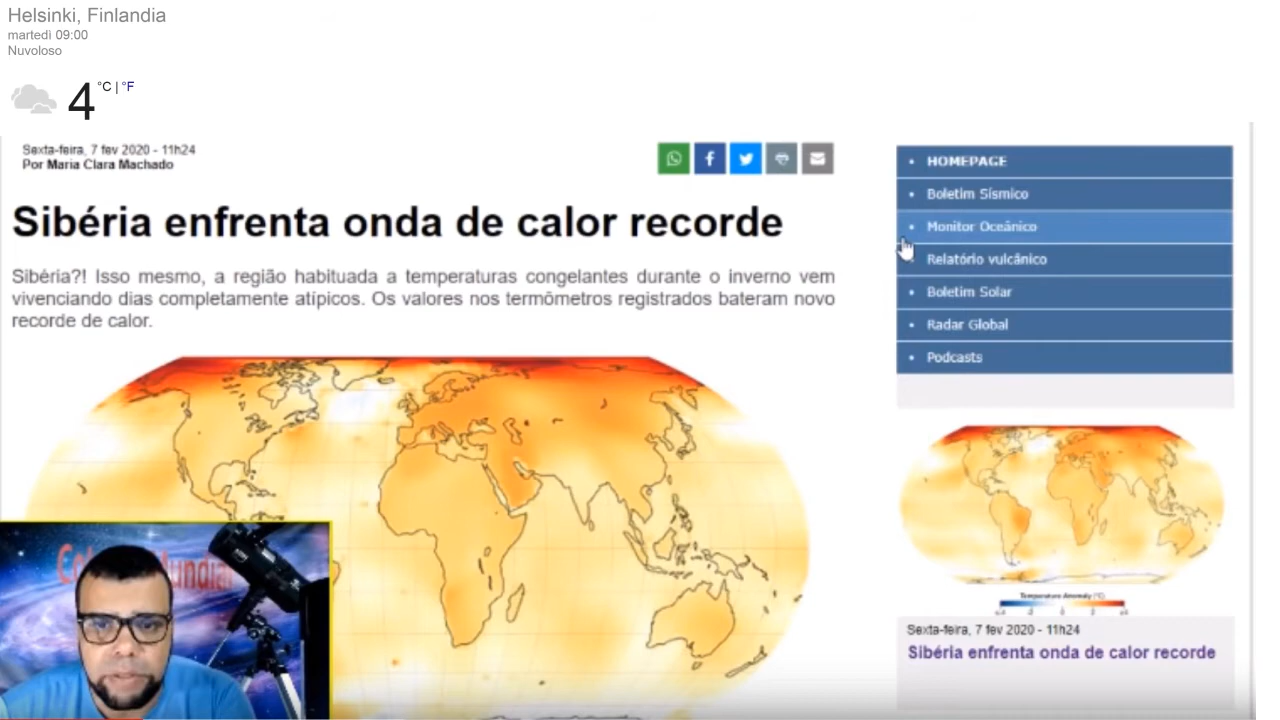 Helsinki, Finlandia
martedì 09:00
Nuvoloso
4 °C | °F
Sexta-feira, 7 fev 2020 - 11h24
Por Maria Clara Machado
Sibéria enfrenta onda de calor recorde
Sibéria?! Isso mesmo, a região habituada a temperaturas congelantes durante o inverno vem
vivenciando dias completamente atípicos. Os valores nos termômetros registrados bateram novo
recorde de calor.
HOMEPAGE
Boletim Sísmico
Monitor Oceânico
Relatório vulcânico
Boletim Solar
Radar Global
Podcasts
Temperature Anomaly (°C)
Sexta-feira, 7 fev 2020 - 11h24
Sibéria enfrenta onda de calor recorde